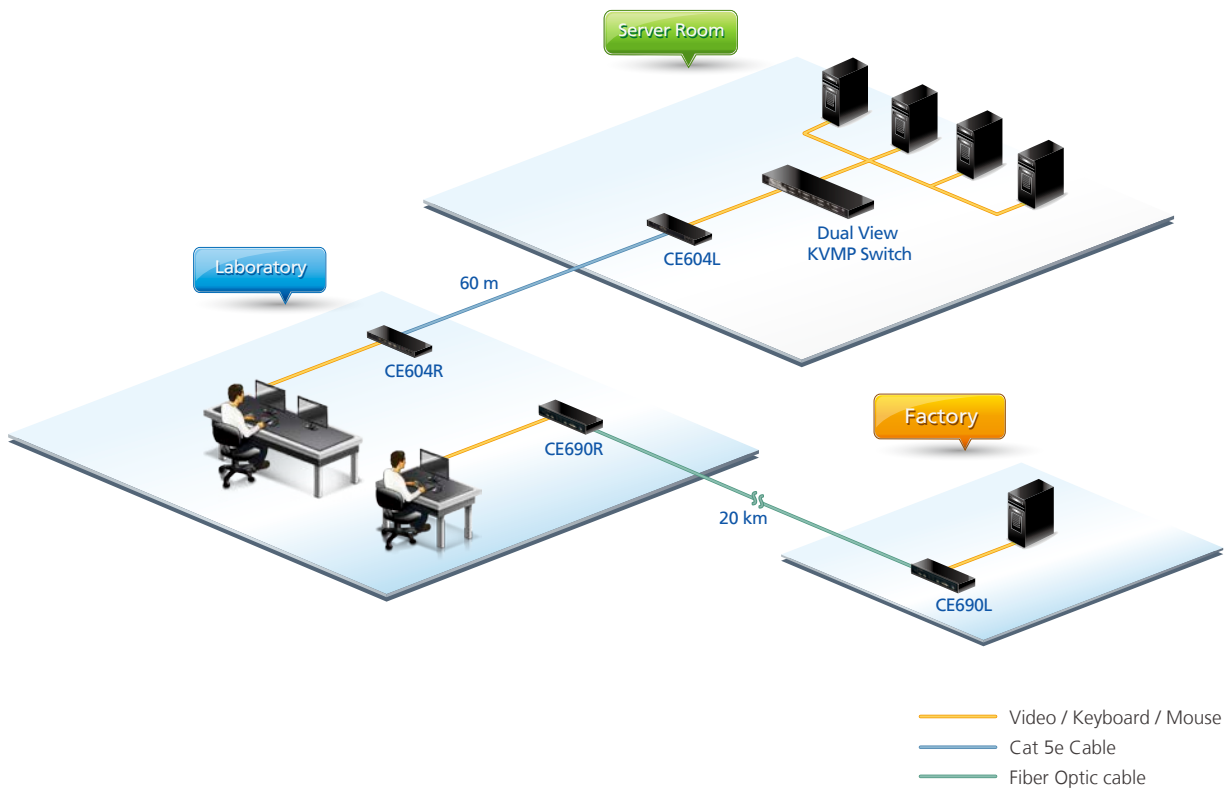 Server Room
Dual View
KVMP Switch
CE604L
Laboratory
60 m
CE604R
CE690R
Factory
20 km
CE690L
Video / Keyboard / Mouse
Cat 5e Cable
Fiber Optic cable